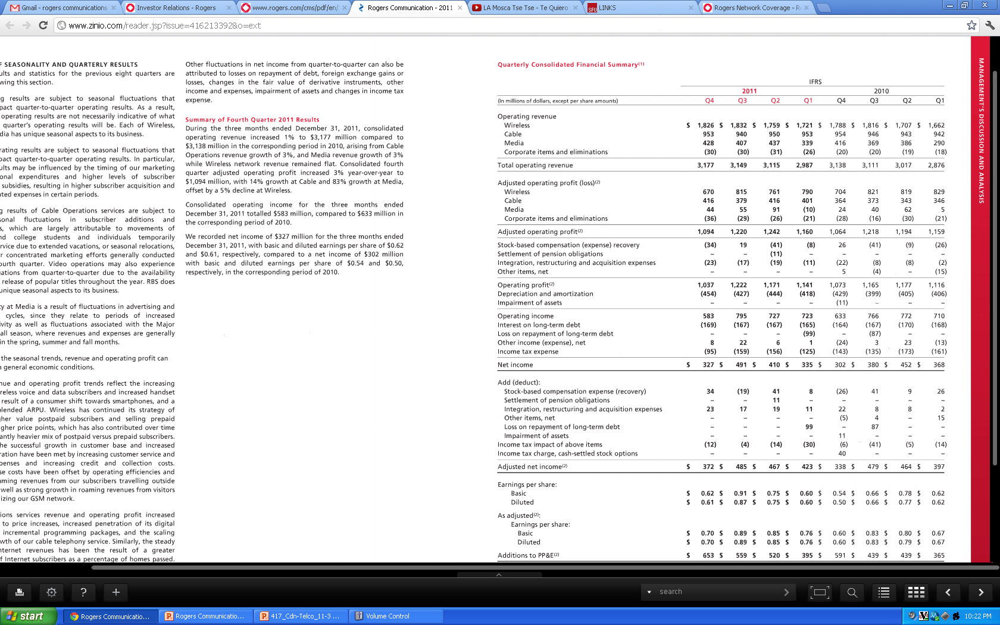 Gmail - rogers communications
Investor Relations - Rogers
www.rogers.com/cms/pdf/en/
Rogers Communication - 2011
LA Mosca Tse Tse - Te Quiero
SFU LINKS
Rogers Network Coverage - R
www.zinio.com/reader.jsp?issue=416213392&o=ext
F SEASONALITY AND QUARTERLY RESULTS
ults and statistics for the previous eight quarters are
wing this section.
g results are subject to seasonal fluctuations that
pact quarter-to-quarter operating results. As a result,
operating results are not necessarily indicative of what
quarter's operating results will be. Each of Wireless,
dia has unique seasonal aspects to its business.
rating results are subject to seasonal fluctuations that
pact quarter-to-quarter operating results. In particular,
ults may be influenced by the timing of our marketing
onal expenditures and higher levels of subscriber
subsidies, resulting in higher subscriber acquisition and
ated expenses in certain periods.
g results of Cable Operations services are subject to
sonal fluctuations in subscriber additions and
s, which are largely attributable to movements of
nd college students and individuals temporarily
rvice due to extended vacations, or seasonal relocations,
r concentrated marketing efforts generally conducted
ourth quarter. Video operations may also experience
uations from quarter-to-quarter due to the availability
release of popular titles throughout the year. RBS does
unique seasonal aspects to its business.
ty at Media is a result of fluctuations in advertising and
cycles, since they relate to periods of increased
ivity as well as fluctuations associated with the Major
all season, where revenues and expenses are generally
in the spring, summer and fall months.
the seasonal trends, revenue and operating profit can
n general economic conditions.
nue and operating profit trends reflect the increasing
reless voice and data subscribers and increased handset
result of a consumer shift towards smartphones, and a
blended ARPU. Wireless has continued its strategy of
gher value postpaid subscribers and selling prepaid
igher price points, which has also contributed over time
antly heavier mix of postpaid versus prepaid subscribers.
he successful growth in customer base and increased
ration have been met by increasing customer service and
penses and increasing credit and collection costs.
se costs have been offset by operating efficiencies and
aming revenues from our subscribers travelling outside
well as strong growth in roaming revenues from visitors
izing our GSM network.
ions services revenue and operating profit increased
to price increases, increased penetration of its digital
incremental programming packages, and the scaling
wth of our cable telephony service. Similarly, the steady
nternet revenues has been the result of a greater
f Internet subscribers as a percentage of homes passed.
Other fluctuations in net income from quarter-to-quarter can also be
attributed to losses on repayment of debt, foreign exchange gains or
losses, changes in the fair value of derivative instruments, other
income and expenses, impairment of assets and changes in income tax
expense.
Summary of Fourth Quarter 2011 Results
During the three months ended December 31, 2011, consolidated
operating revenue increased 1% to $3,177 million compared to
$3,138 million in the corresponding period in 2010, arising from Cable
Operations revenue growth of 3%, and Media revenue growth of 3%
while Wireless network revenue remained flat. Consolidated fourth
quarter adjusted operating profit increased 3% year-over-year to
$1,094 million, with 14% growth at Cable and 83% growth at Media,
offset by a 5% decline at Wireless.
Consolidated operating income for the three months ended
December 31, 2011 totalled $583 million, compared to $633 million in
the corresponding period of 2010.
We recorded net income of $327 million for the three months ended
December 31, 2011, with basic and diluted earnings per share of $0.62
and $0.61, respectively, compared to a net income of $302 million
with basic and diluted earnings per share of $0.54 and $0.50,
respectively, in the corresponding period of 2010.
Quarterly Consolidated Financial Summary(1)
IFRS
2011 2010
(In millions of dollars, except per share amounts) Q4 Q3 Q2 Q1 Q4 Q3 Q2 Q1
Operating revenue
Wireless $ 1,826 $ 1,832 $ 1,759 $ 1,721 $ 1,788 $ 1,816 $ 1,707 $ 1,662
Cable 953 940 950 953 954 946 943 942
Media 428 407 437 339 416 369 386 290
Corporate items and eliminations (30) (30) (31) (26) (20) (20) (19) (18)
Total operating revenue 3,177 3,149 3,115 2,987 3,138 3,111 3,017 2,876
Adjusted operating profit (loss)(2)
Wireless 670 815 761 790 704 821 819 829
Cable 416 379 416 401 364 373 343 346
Media 44 55 91 (10) 24 40 62 5
Corporate items and eliminations (36) (29) (26) (21) (28) (16) (30) (21)
Adjusted operating profit(2) 1,094 1,220 1,242 1,160 1,064 1,218 1,194 1,159
Stock-based compensation (expense) recovery (34) 19 (41) (8) 26 (41) (9) (26)
Settlement of pension obligations – – (11) – – – – –
Integration, restructuring and acquisition expenses (23) (17) (19) (11) (22) (8) (8) (2)
Other items, net – – – – 5 (4) – (15)
Operating profit(2) 1,037 1,222 1,171 1,141 1,073 1,165 1,177 1,116
Depreciation and amortization (454) (427) (444) (418) (429) (399) (405) (406)
Impairment of assets – – – – (11) – – –
Operating income 583 795 727 723 633 766 772 710
Interest on long-term debt (169) (167) (167) (165) (164) (167) (170) (168)
Loss on repayment of long-term debt – – – (99) – (87) – –
Other income (expense), net 8 22 6 1 (24) 3 23 (13)
Income tax expense (95) (159) (156) (125) (143) (135) (173) (161)
Net income $ 327 $ 491 $ 410 $ 335 $ 302 $ 380 $ 452 $ 368
Add (deduct):
Stock-based compensation expense (recovery) 34 (19) 41 8 (26) 41 9 26
Settlement of pension obligations – – 11 – – – – –
Integration, restructuring and acquisition expenses 23 17 19 11 22 8 8 2
Other items, net – – – – (5) 4 – 15
Loss on repayment of long-term debt – – – 99 – 87 – –
Impairment of assets – – – – 11 – – –
Income tax impact of above items (12) (4) (14) (30) (6) (41) (5) (14)
Income tax charge, cash-settled stock options – – – – 40 – – –
Adjusted net income(2) $ 372 $ 485 $ 467 $ 423 $ 338 $ 479 $ 464 $ 397
Earnings per share:
Basic $ 0.62 $ 0.91 $ 0.75 $ 0.60 $ 0.54 $ 0.66 $ 0.78 $ 0.62
Diluted $ 0.61 $ 0.87 $ 0.75 $ 0.60 $ 0.50 $ 0.66 $ 0.77 $ 0.62
As adjusted(2):
Earnings per share:
Basic $ 0.70 $ 0.89 $ 0.85 $ 0.76 $ 0.60 $ 0.83 $ 0.80 $ 0.67
Diluted $ 0.70 $ 0.89 $ 0.85 $ 0.76 $ 0.60 $ 0.83 $ 0.79 $ 0.67
Additions to PP&E(2) $ 653 $ 559 $ 520 $ 395 $ 591 $ 439 $ 439 $ 365
MANAGEMENT'S DISCUSSION AND ANALYSIS
search
start
Rogers Communicatio...
Rogers Communicatio...
417_Cdn-Telco_11-3 ...
Volume Control
10:22 PM